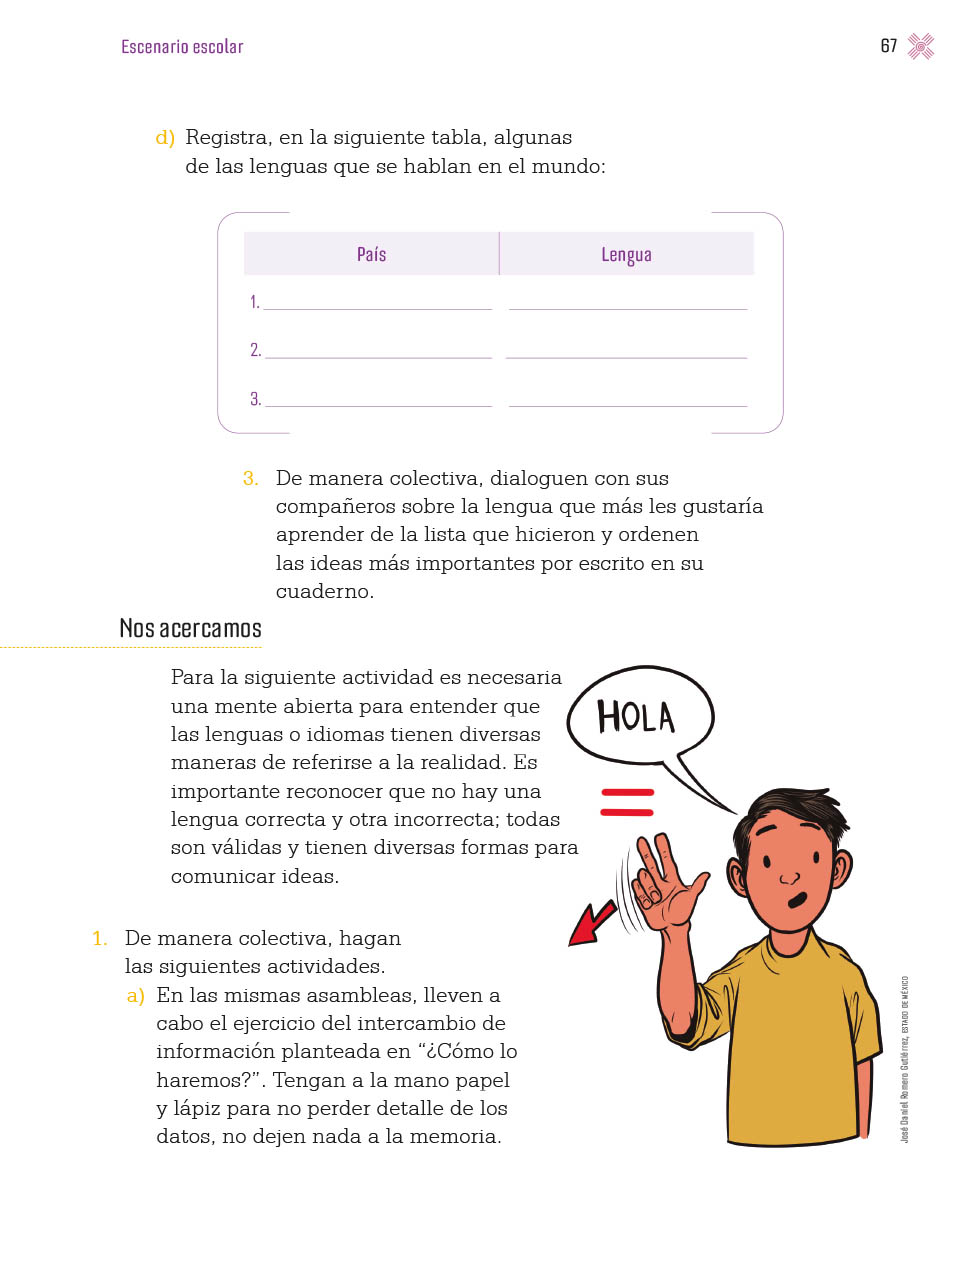 Escenario escolar
67
d) Registra, en la siguiente tabla, algunas
de las lenguas que se hablan en el mundo:
País Lengua
1.
2.
3.
3. De manera colectiva, dialoguen con sus
compañeros sobre la lengua que más les gustaría
aprender de la lista que hicieron y ordenen
las ideas más importantes por escrito en su
cuaderno.
Nos acercamos
Para la siguiente actividad es necesaria
una mente abierta para entender que
las lenguas o idiomas tienen diversas
maneras de referirse a la realidad. Es
importante reconocer que no hay una
lengua correcta y otra incorrecta; todas
son válidas y tienen diversas formas para
comunicar ideas.
HOLA
1. De manera colectiva, hagan
las siguientes actividades.
a) En las mismas asambleas, lleven a
cabo el ejercicio del intercambio de
información planteada en “¿Cómo lo
haremos?”. Tengan a la mano papel
y lápiz para no perder detalle de los
datos, no dejen nada a la memoria.
José Daniel Romero Gutiérrez, ESTADO DE MÉXICO